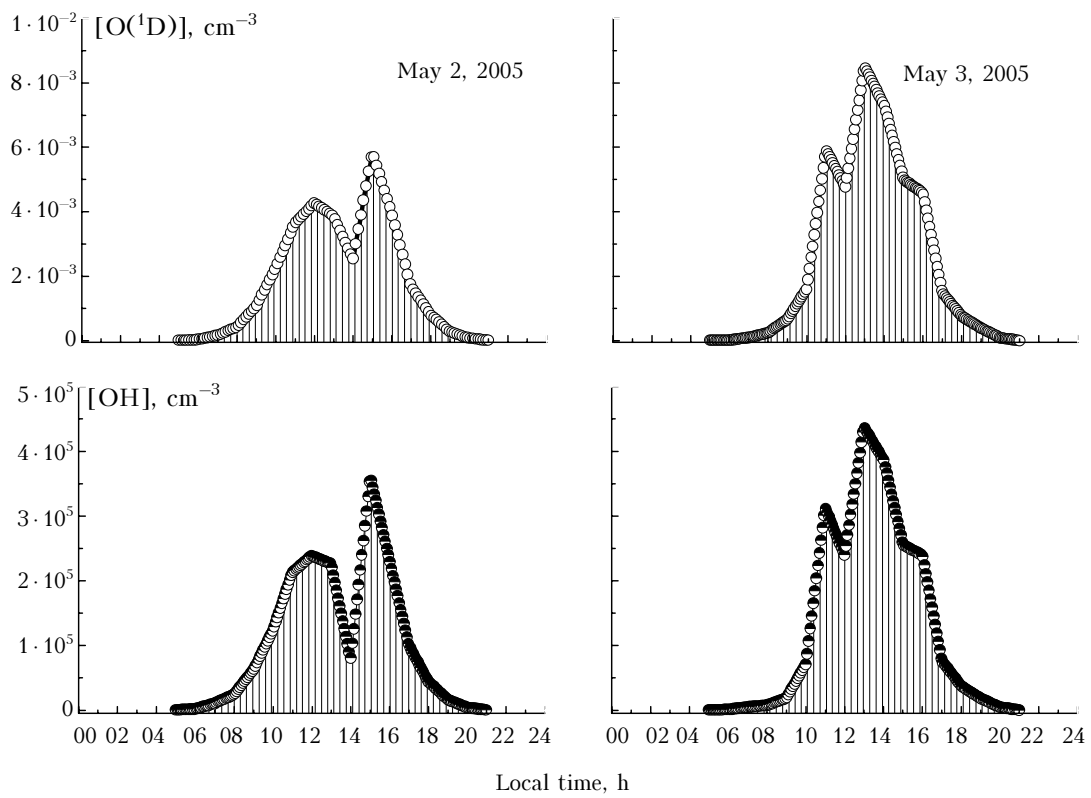 [O(¹D)], cm⁻³
1 · 10⁻²
8 · 10⁻³
6 · 10⁻³
4 · 10⁻³
2 · 10⁻³
0
May 2, 2005
May 3, 2005
[OH], cm⁻³
5 · 10⁵
4 · 10⁵
3 · 10⁵
2 · 10⁵
1 · 10⁵
0
00 02 04 06 08 10 12 14 16 18 20 22 24
00 02 04 06 08 10 12 14 16 18 20 22 24
Local time, h